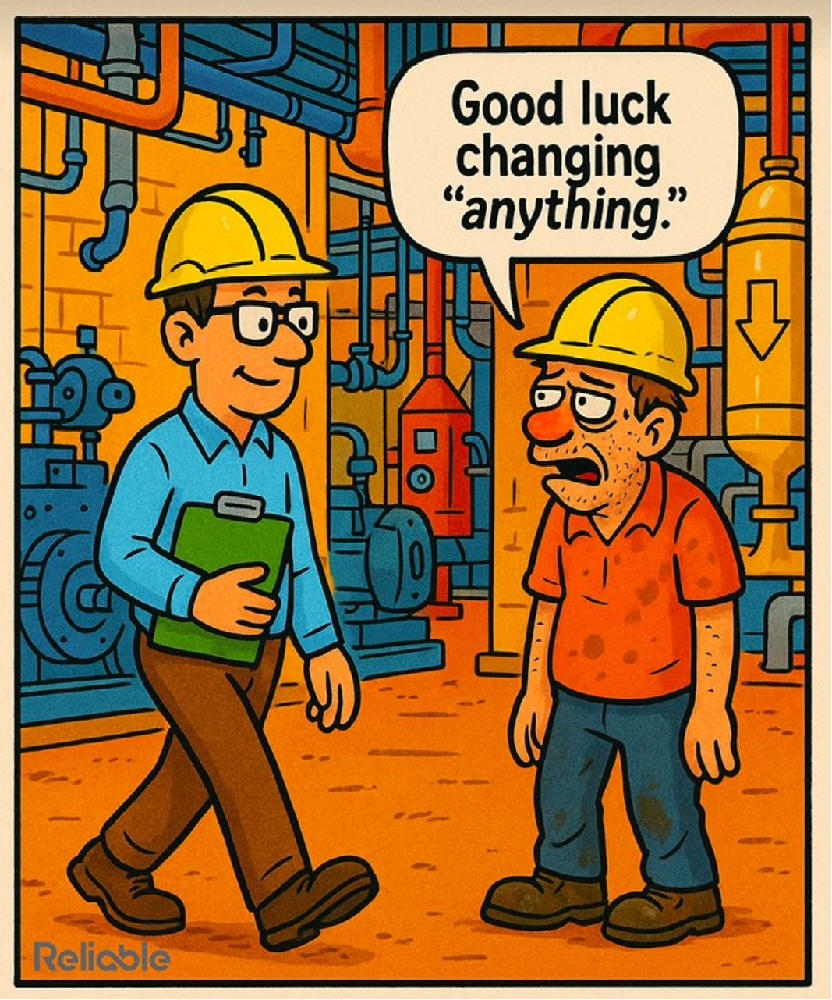 Good luck
changing
“anything.”
Reliable